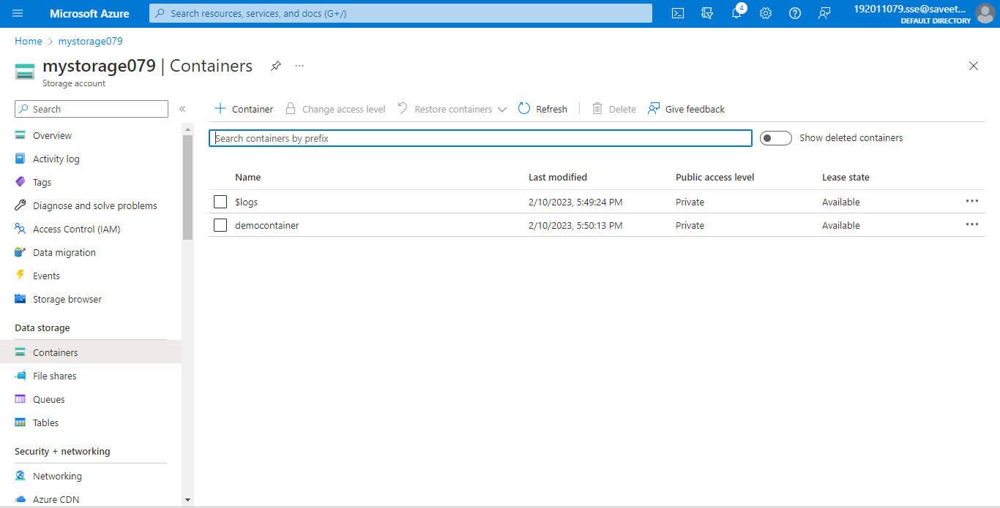 Microsoft Azure
Search resources, services, and docs (G+/)
4
192011079.sse@saveet...
DEFAULT DIRECTORY
Home > mystorage079
mystorage079 | Containers
...
Storage account
Search
«
Container
Change access level
Restore containers
Refresh
Delete
Give feedback
Search containers by prefix
Show deleted containers
Overview
Activity log
Tags
Diagnose and solve problems
Access Control (IAM)
Data migration
Events
Storage browser
Data storage
Containers
File shares
Queues
Tables
Security + networking
Networking
Azure CDN
Name Last modified Public access level Lease state
$logs 2/10/2023, 5:49:24 PM Private Available ...
democontainer 2/10/2023, 5:50:13 PM Private Available ...